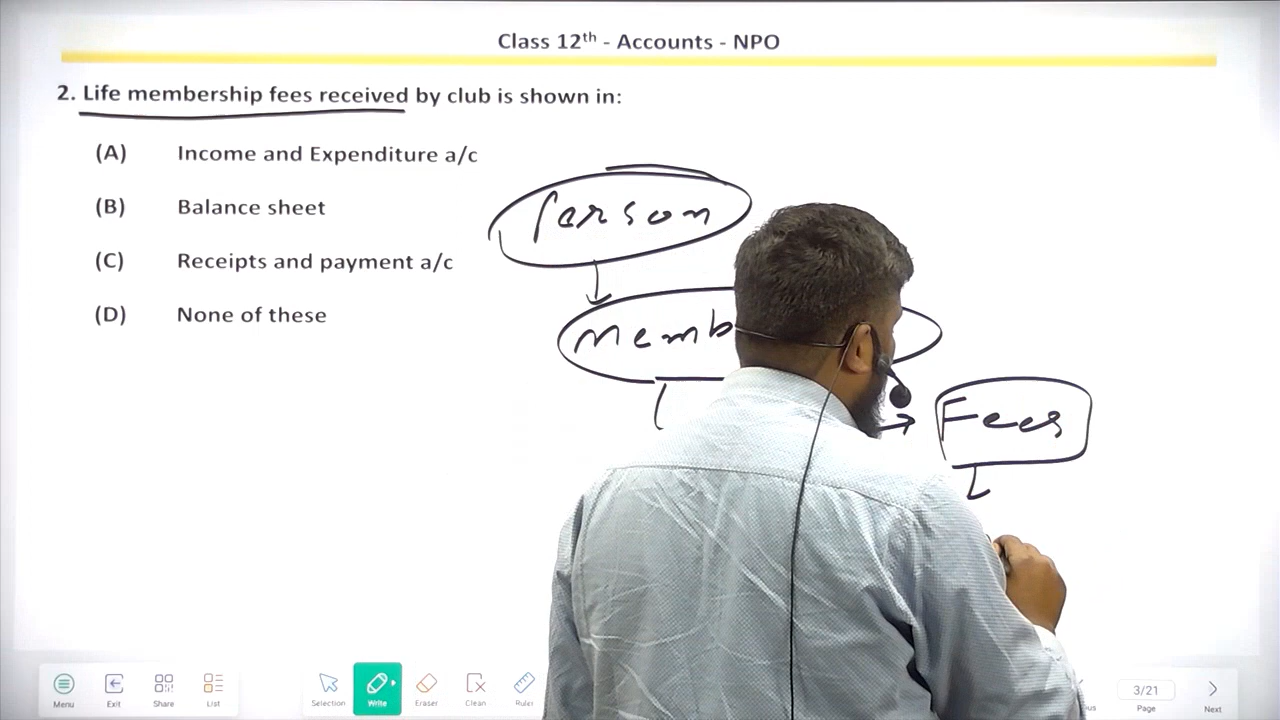 Class 12th - Accounts - NPO
2. Life membership fees received by club is shown in:
(A) Income and Expenditure a/c
(B) Balance sheet
(C) Receipts and payment a/c
(D) None of these
Person
Fees
Menu Exit Share List Selection Write Eraser Clean Ruler Page Next
3/21